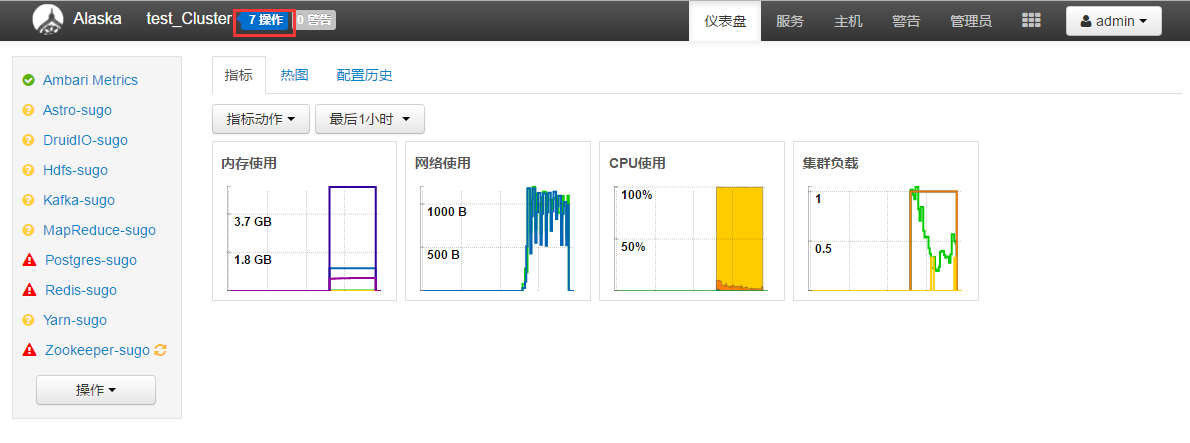 Alaska test_Cluster 7 操作 0 警告 仪表盘 服务 主机 警告 管理员 admin
Ambari Metrics
Astro-sugo
DruidIO-sugo
Hdfs-sugo
Kafka-sugo
MapReduce-sugo
Postgres-sugo
Redis-sugo
Yarn-sugo
Zookeeper-sugo
操作
指标 热图 配置历史
指标动作 最后1小时
内存使用
3.7 GB
1.8 GB
网络使用
1000 B
500 B
CPU使用
100%
50%
集群负载
1
0.5